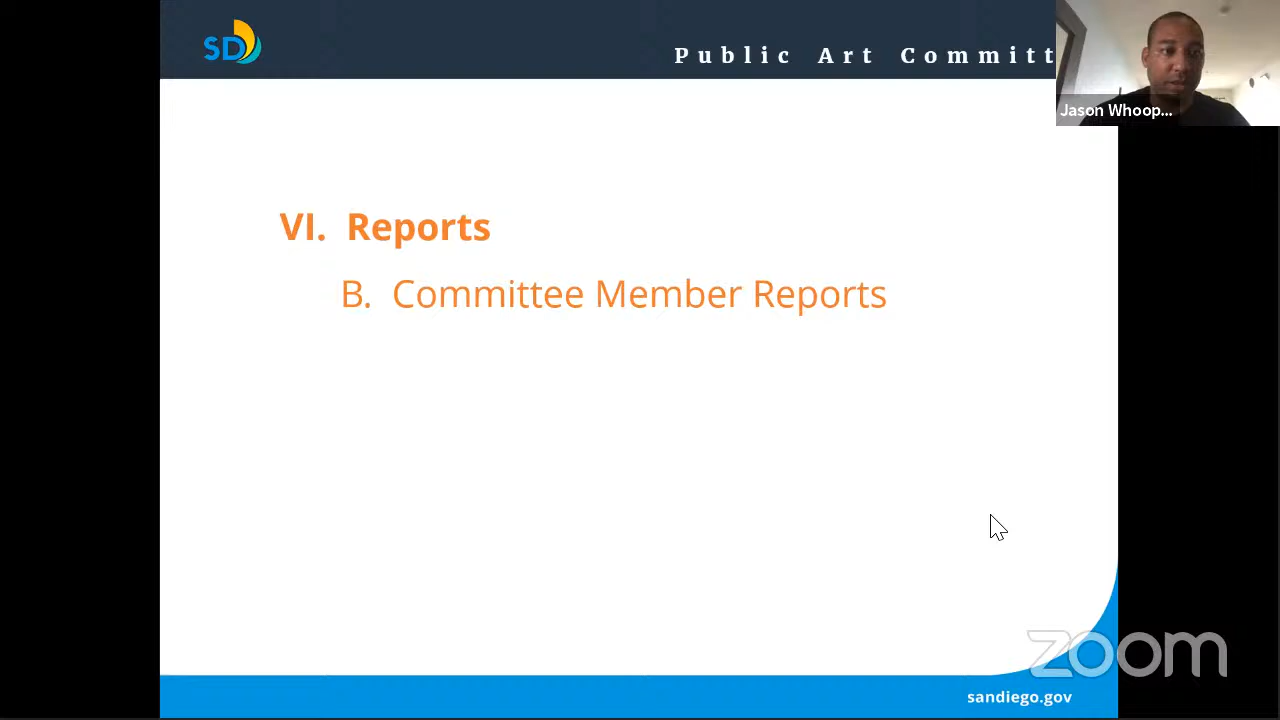 SD
Public Art Committ
Jason Whoop...
VI. Reports
B. Committee Member Reports
zoom
sandiego.gov